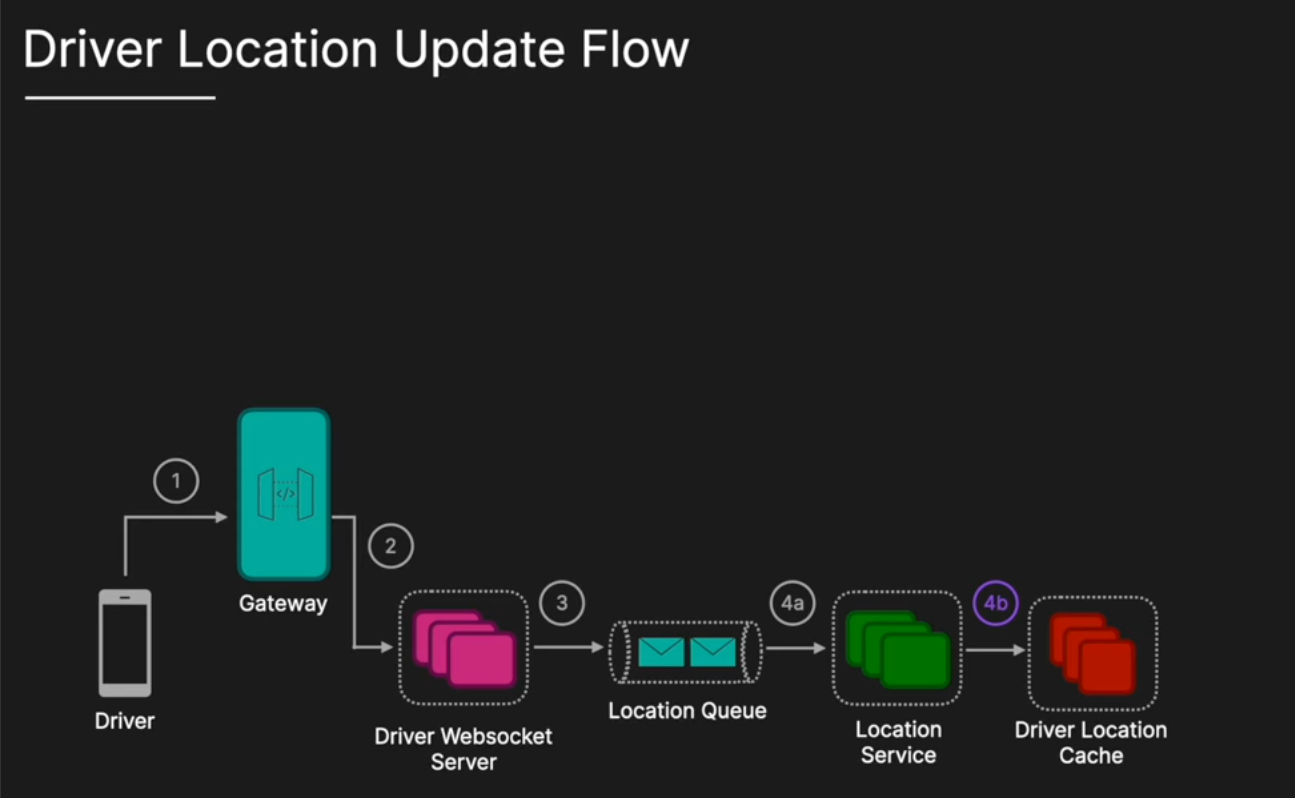 Driver Location Update Flow
1
</>
2
Gateway
3
4a
4b
Driver
Location Queue
Driver Websocket
Server
Location
Service
Driver Location
Cache